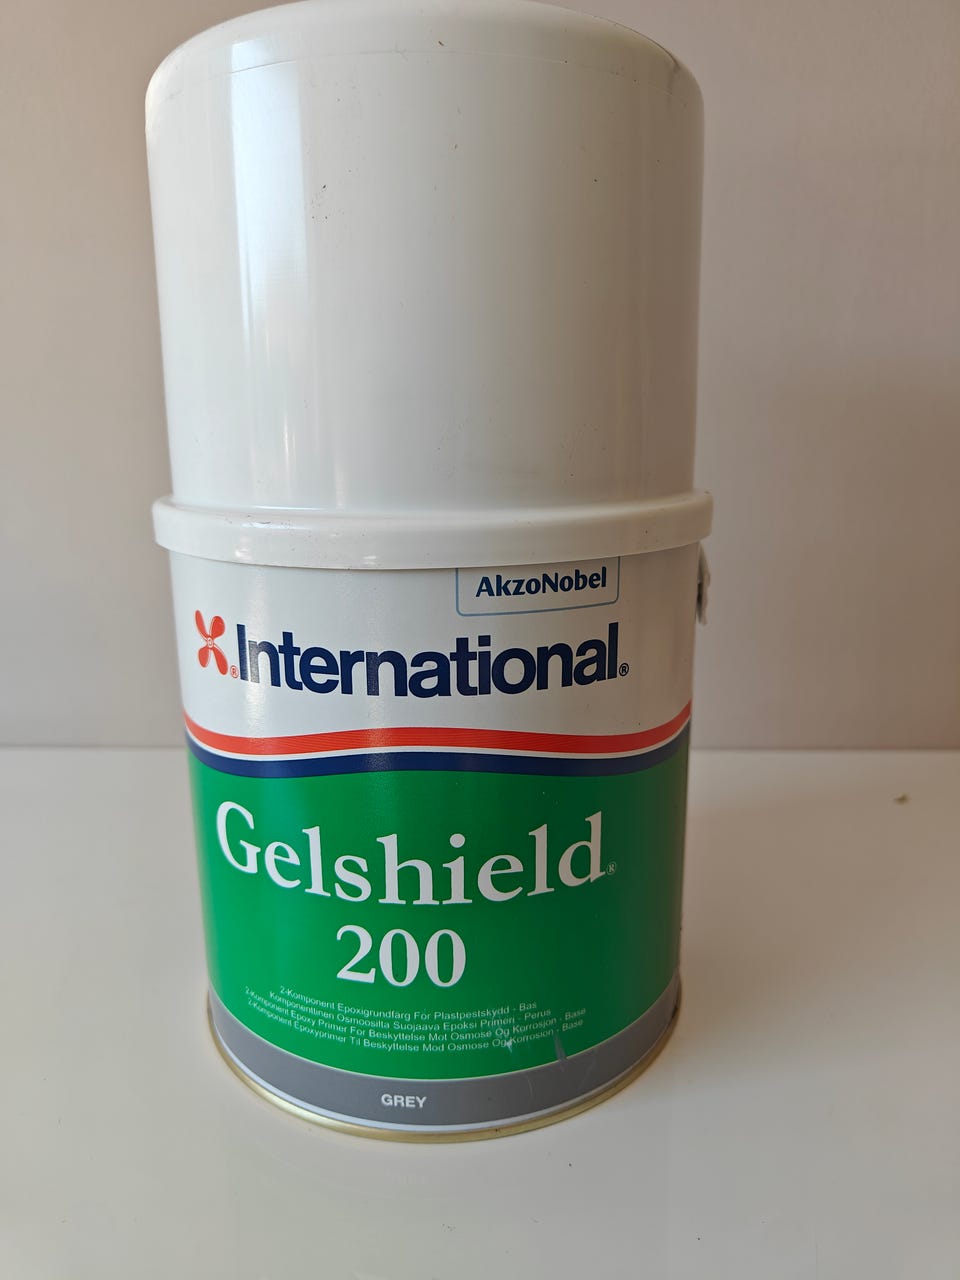 AkzoNobel
International®
Gelshield®
200
2-Komponent Epoxigrundfärg För Plastpestskydd - Bas
Komponenttinen Osmoosilta Suojaava Epoksi Primeri - Perus
2-Komponent Epoxy Primer For Beskyttelse Mot Osmose Og Korrosjon - Base
2-Komponent Epoxyprimer Til Beskyttelse Mod Osmose Og Korrosion - Base
GREY